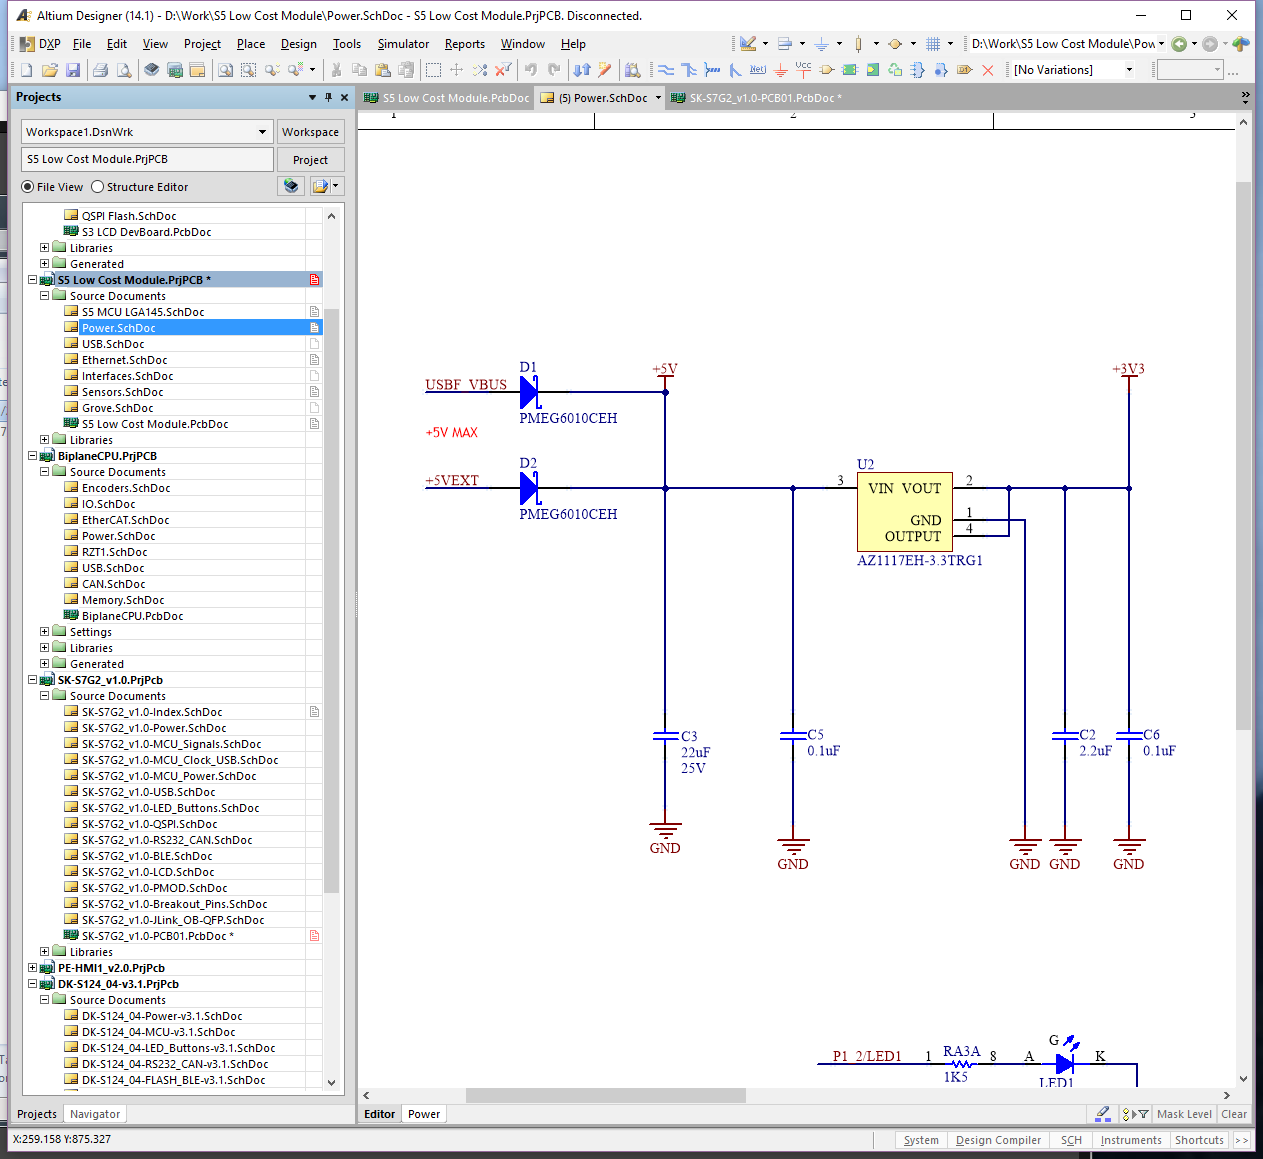 Altium Designer (14.1) - D:\Work\S5 Low Cost Module\Power.SchDoc - S5 Low Cost Module.PrjPCB. Disconnected.
DXP File Edit View Project Place Design Tools Simulator Reports Window Help
D:\Work\S5 Low Cost Module\Pow
Net Vcc [No Variations] ...
Projects
Workspace1.DsnWrk Workspace
S5 Low Cost Module.PrjPCB Project
File View Structure Editor
QSPI Flash.SchDoc
S3 LCD DevBoard.PcbDoc
Libraries
Generated
S5 Low Cost Module.PrjPCB *
Source Documents
S5 MCU LGA145.SchDoc
Power.SchDoc
USB.SchDoc
Ethernet.SchDoc
Interfaces.SchDoc
Sensors.SchDoc
Grove.SchDoc
S5 Low Cost Module.PcbDoc
Libraries
BiplaneCPU.PrjPCB
Source Documents
Encoders.SchDoc
IO.SchDoc
EtherCAT.SchDoc
Power.SchDoc
RZT1.SchDoc
USB.SchDoc
CAN.SchDoc
Memory.SchDoc
BiplaneCPU.PcbDoc
Settings
Libraries
Generated
SK-S7G2_v1.0.PrjPcb
Source Documents
SK-S7G2_v1.0-Index.SchDoc
SK-S7G2_v1.0-Power.SchDoc
SK-S7G2_v1.0-MCU_Signals.SchDoc
SK-S7G2_v1.0-MCU_Clock_USB.SchDoc
SK-S7G2_v1.0-MCU_Power.SchDoc
SK-S7G2_v1.0-USB.SchDoc
SK-S7G2_v1.0-LED_Buttons.SchDoc
SK-S7G2_v1.0-QSPI.SchDoc
SK-S7G2_v1.0-RS232_CAN.SchDoc
SK-S7G2_v1.0-BLE.SchDoc
SK-S7G2_v1.0-LCD.SchDoc
SK-S7G2_v1.0-PMOD.SchDoc
SK-S7G2_v1.0-Breakout_Pins.SchDoc
SK-S7G2_v1.0-JLink_OB-QFP.SchDoc
SK-S7G2_v1.0-PCB01.PcbDoc *
Libraries
PE-HMI1_v2.0.PrjPcb
DK-S124_04-v3.1.PrjPcb
Source Documents
DK-S124_04-Power-v3.1.SchDoc
DK-S124_04-MCU-v3.1.SchDoc
DK-S124_04-LED_Buttons-v3.1.SchDoc
DK-S124_04-RS232_CAN-v3.1.SchDoc
DK-S124_04-FLASH_BLE-v3.1.SchDoc
Projects Navigator
S5 Low Cost Module.PcbDoc (5) Power.SchDoc SK-S7G2_v1.0-PCB01.PcbDoc *
1 2 3
D1 +5V +3V3
USBF_VBUS
PMEG6010CEH
+5V MAX
D2 U2
+5VEXT 3 VIN VOUT 2
PMEG6010CEH
GND 1
OUTPUT 4
AZ1117EH-3.3TRG1
C3 C5 C2 C6
22uF 0.1uF 2.2uF 0.1uF
25V
GND GND GND GND GND
G
P1_2/LED1 1 RA3A 8 A K
1K5 LED1
Editor Power Mask Level Clear
X:259.158 Y:875.327 System Design Compiler SCH Instruments Shortcuts >>